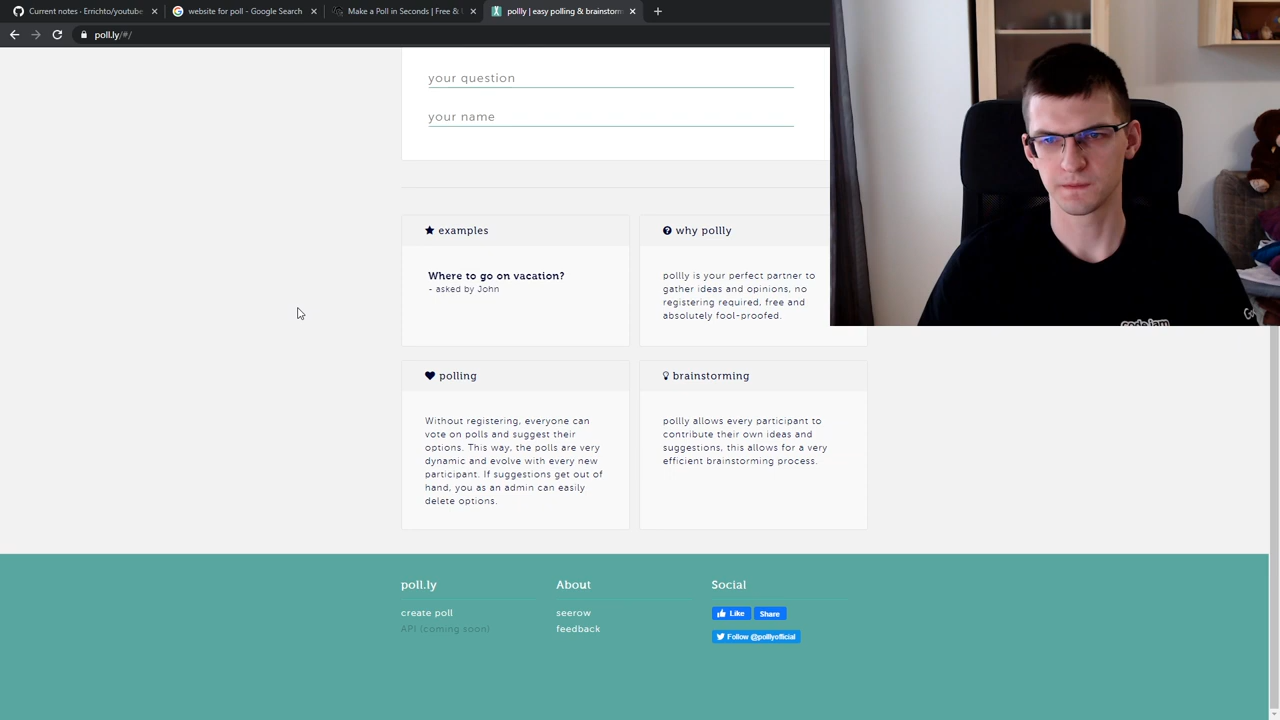 Current notes - Errichto/youtube
website for poll - Google Search
Make a Poll in Seconds | Free &
pollly | easy polling & brainstorm
poll.ly/#/
your question
your name
examples
Where to go on vacation?
- asked by John
why pollly
pollly is your perfect partner to
gather ideas and opinions, no
registering required, free and
absolutely fool-proofed.
polling
Without registering, everyone can
vote on polls and suggest their
options. This way, the polls are very
dynamic and evolve with every new
participant. If suggestions get out of
hand, you as an admin can easily
delete options.
brainstorming
pollly allows every participant to
contribute their own ideas and
suggestions, this allows for a very
efficient brainstorming process.
poll.ly
create poll
API (coming soon)
About
seerow
feedback
Social
Like
Share
Follow @polllyofficial
code jam